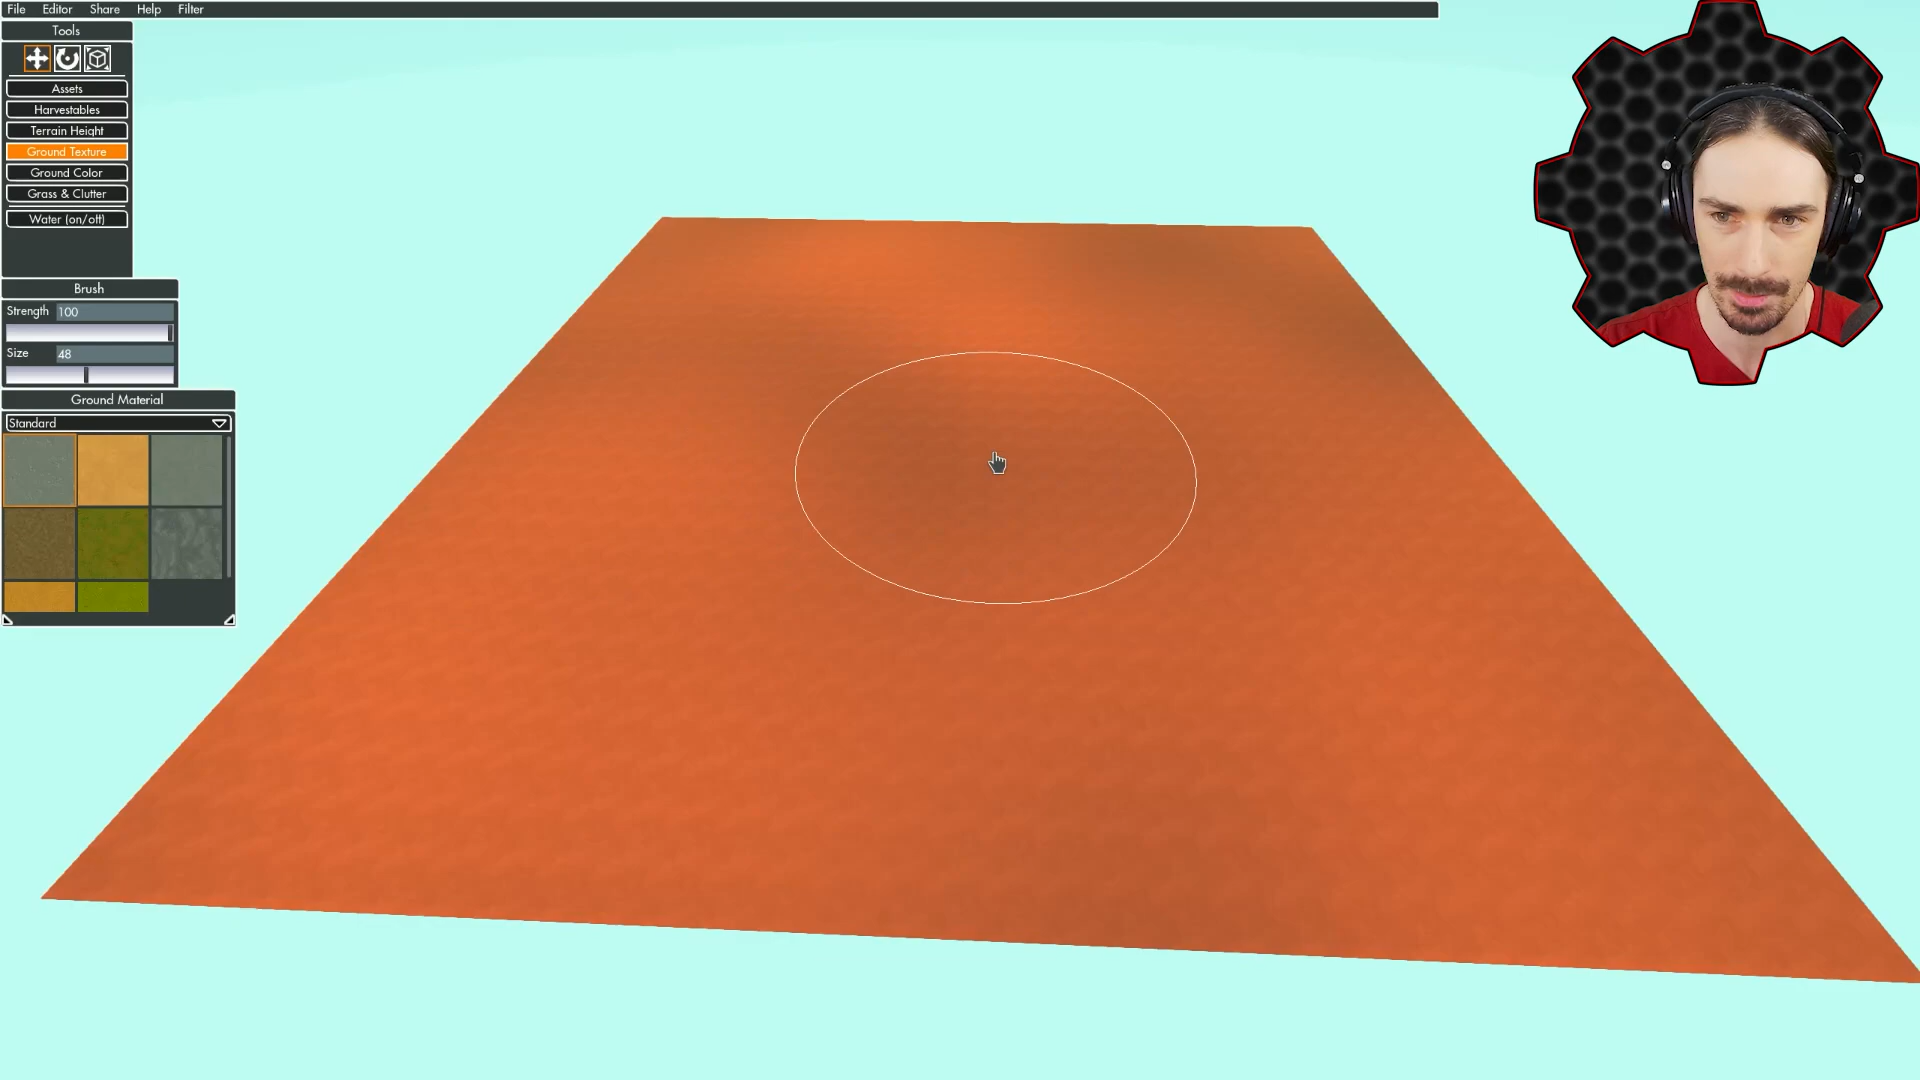 File Editor Share Help Filter
Tools
Assets
Harvestables
Terrain Height
Ground Texture
Ground Color
Grass & Clutter
Water (on/off)
Brush
Strength 100
Size 48
Ground Material
Standard